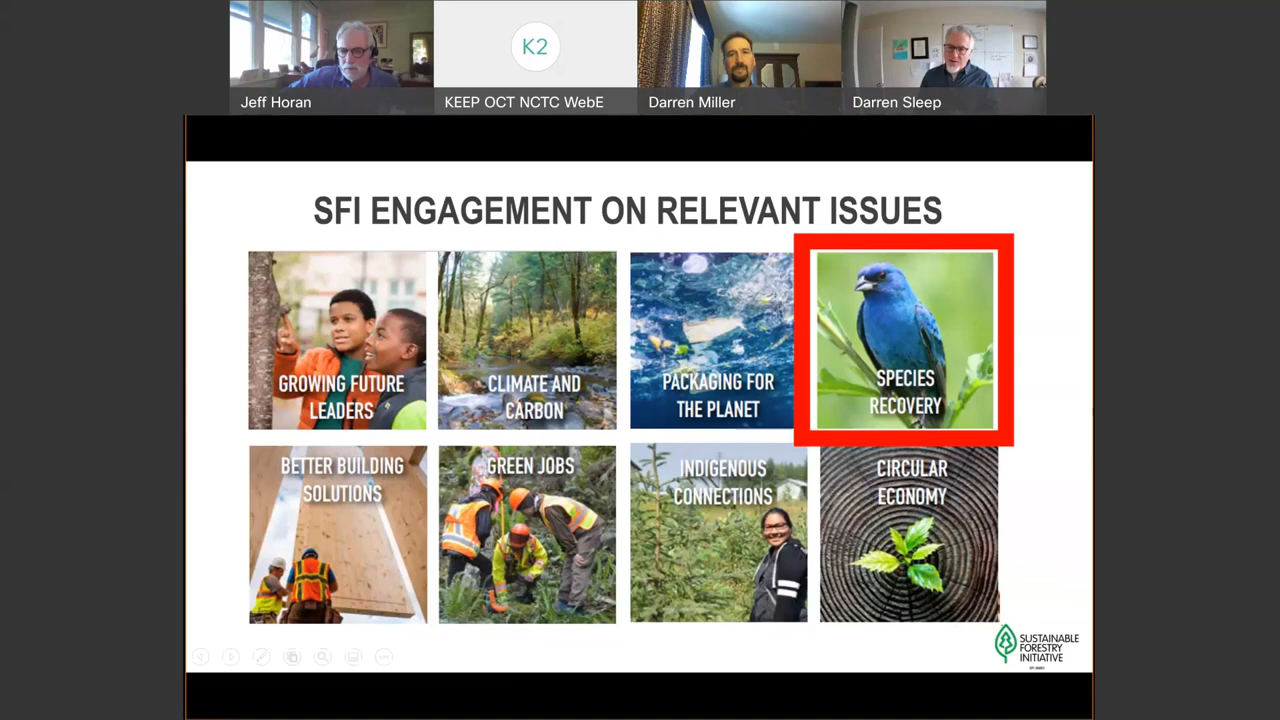 K2
Jeff Horan
KEEP OCT NCTC WebE
Darren Miller
Darren Sleep
SFI ENGAGEMENT ON RELEVANT ISSUES
GROWING FUTURE
LEADERS
CLIMATE AND
CARBON
PACKAGING FOR
THE PLANET
SPECIES
RECOVERY
BETTER BUILDING
SOLUTIONS
GREEN JOBS
INDIGENOUS
CONNECTIONS
CIRCULAR
ECONOMY
SUSTAINABLE
FORESTRY
INITIATIVE